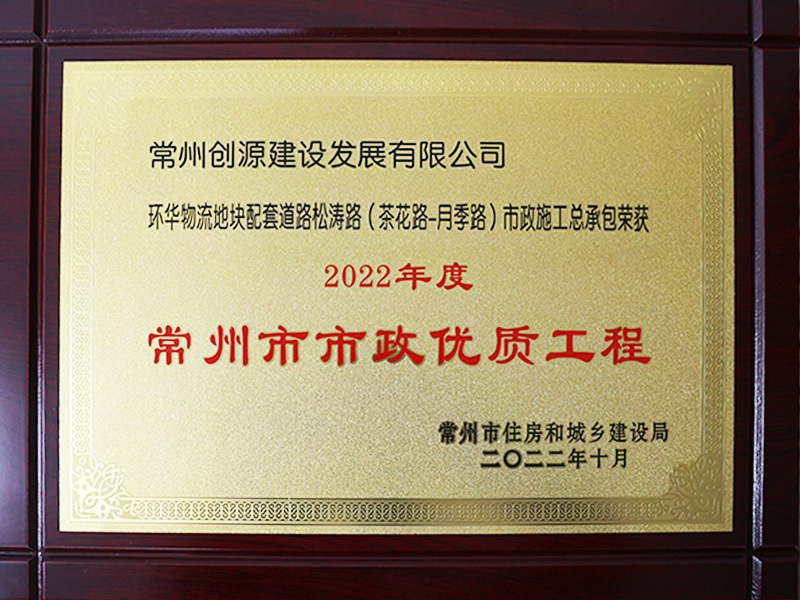 常州创源建设发展有限公司
环华物流地块配套道路松涛路（茶花路-月季路）市政施工总承包荣获
2022年度
常州市市政优质工程
常州市住房和城乡建设局
二〇二二年十月